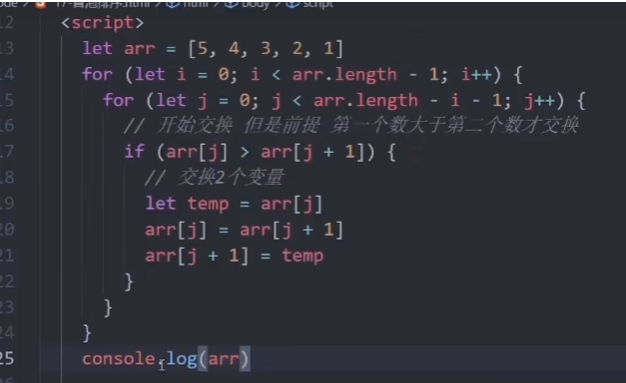 17-冒泡排序.html > html > body > script
12 <script>
13 let arr = [5, 4, 3, 2, 1]
14 for (let i = 0; i < arr.length - 1; i++) {
15 for (let j = 0; j < arr.length - i - 1; j++) {
16 // 开始交换 但是前提 第一个数大于第二个数才交换
17 if (arr[j] > arr[j + 1]) {
18 // 交换2个变量
19 let temp = arr[j]
20 arr[j] = arr[j + 1]
21 arr[j + 1] = temp
22 }
23 }
24 }
25 console.log(arr)